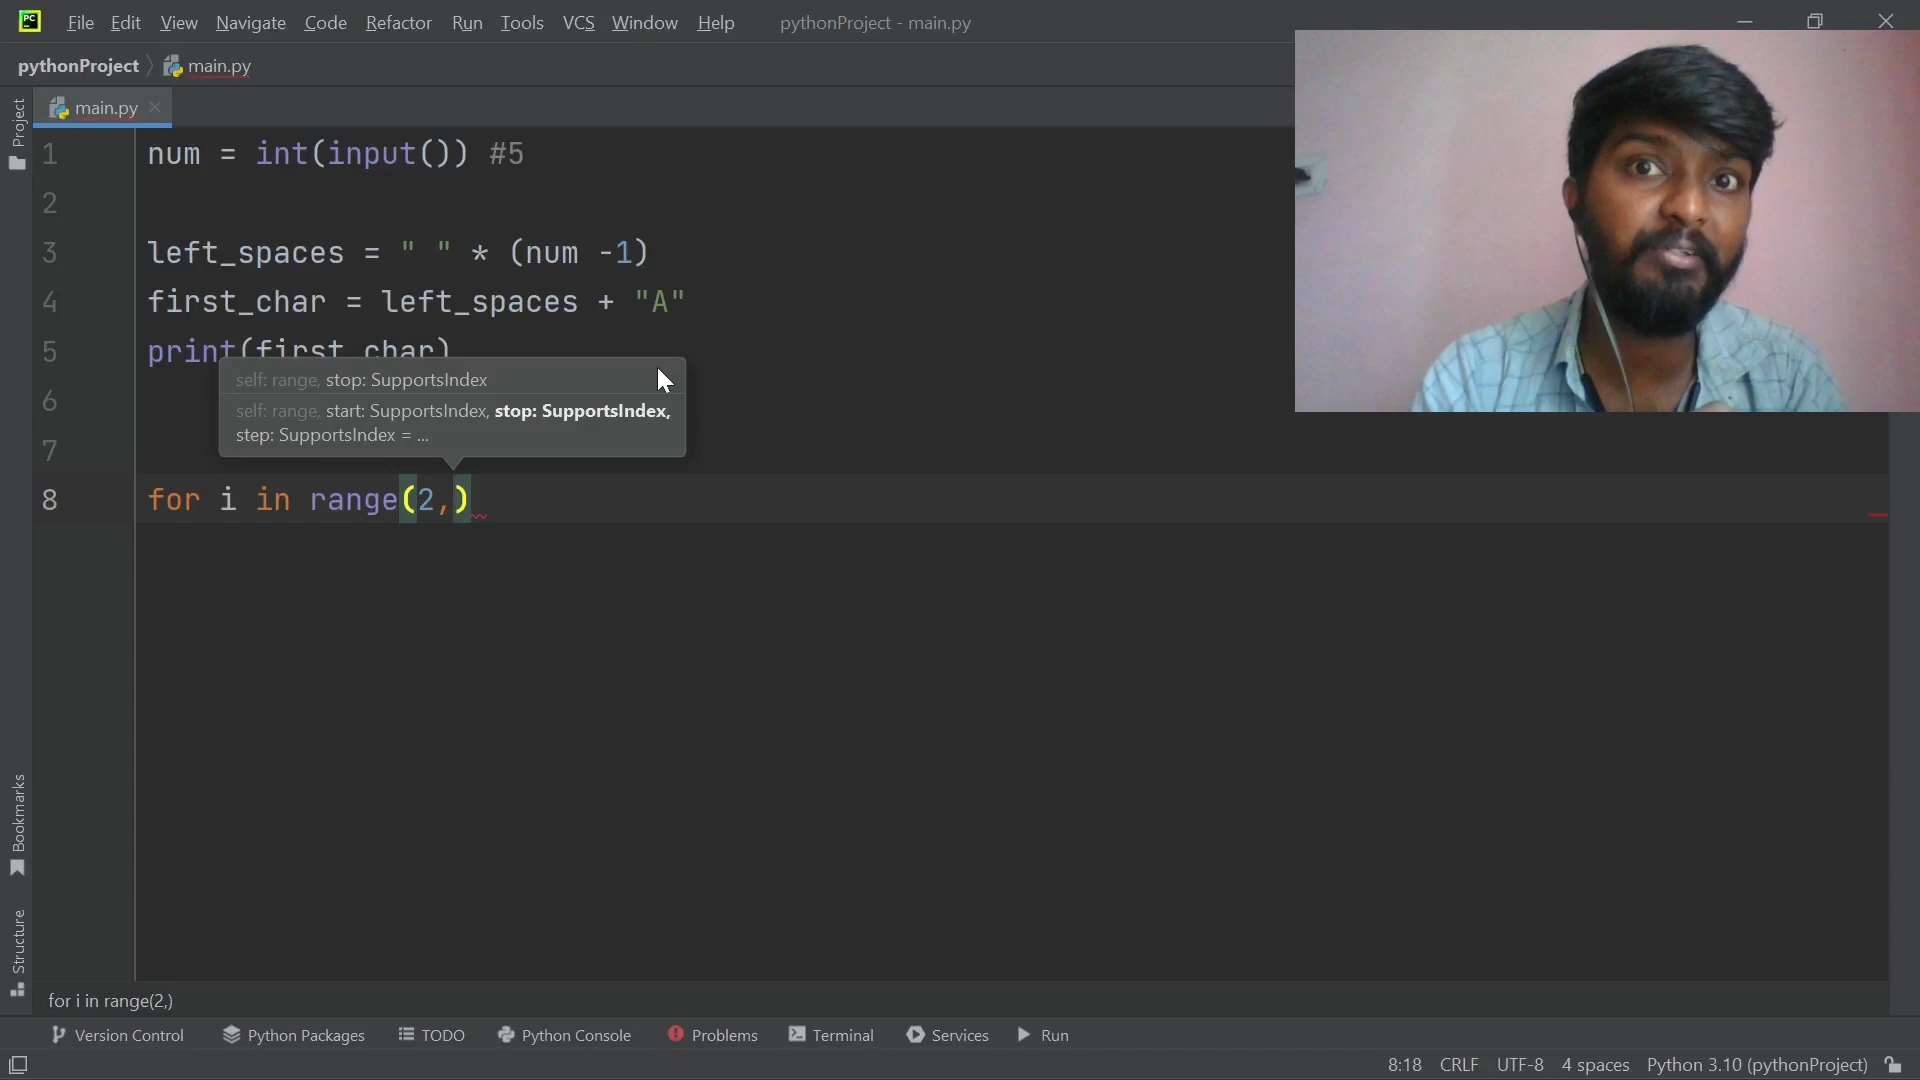 PC File Edit View Navigate Code Refactor Run Tools VCS Window Help pythonProject - main.py
pythonProject main.py
Project
main.py
1 num = int(input()) #5
2
3 left_spaces = " " * (num -1)
4 first_char = left_spaces + "A"
5 print(first_char)
self: range, stop: SupportsIndex
self: range, start: SupportsIndex, stop: SupportsIndex,
step: SupportsIndex = ...
6
7
8 for i in range(2,)
Bookmarks
Structure
for i in range(2,)
Version Control Python Packages TODO Python Console Problems Terminal Services Run
8:18 CRLF UTF-8 4 spaces Python 3.10 (pythonProject)